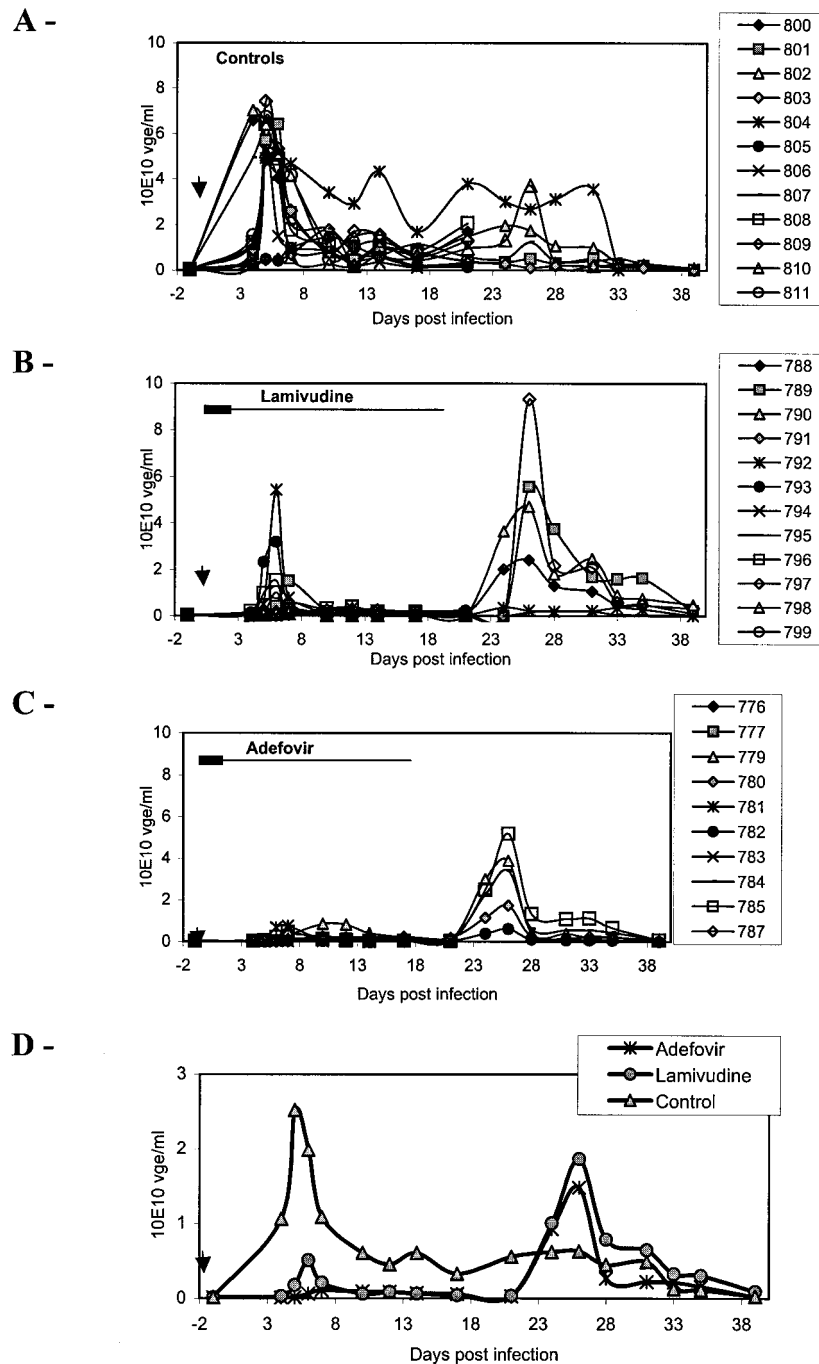 A -
10
8
6
4
2
0
10E10 vge/ml
Controls
-2 3 8 13 18 23 28 33 38
Days post infection
800
801
802
803
804
805
806
807
808
809
810
811
B -
10
8
6
4
2
0
10E10 vge/ml
Lamivudine
-2 3 8 13 18 23 28 33 38
Days post infection
788
789
790
791
792
793
794
795
796
797
798
799
C -
10
8
6
4
2
0
10E10 vge/ml
Adefovir
-2 3 8 13 18 23 28 33 38
Days post infection
776
777
779
780
781
782
783
784
785
787
D -
3
2
1
0
10E10 vge/ml
Adefovir
Lamivudine
Control
-2 3 8 13 18 23 28 33 38
Days post infection